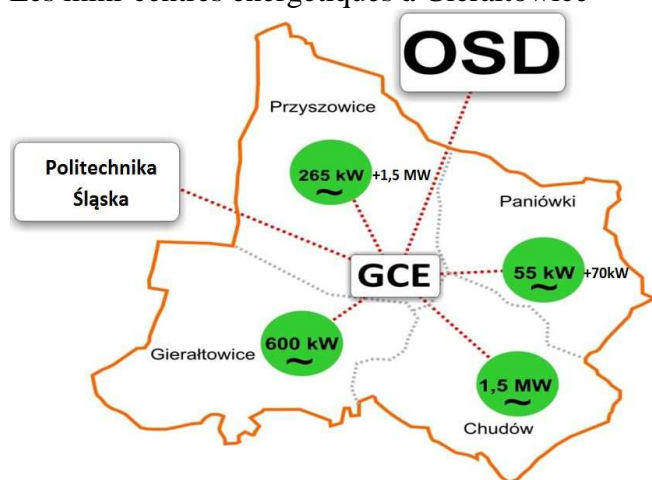 Les mini-centres énergétiques à Gierałtowice
OSD
Przyszowice
Politechnika
Śląska
265 kW +1,5 MW
~
Paniówki
GCE
55 kW +70kW
~
600 kW
~
Gierałtowice
1,5 MW
~
Chudów